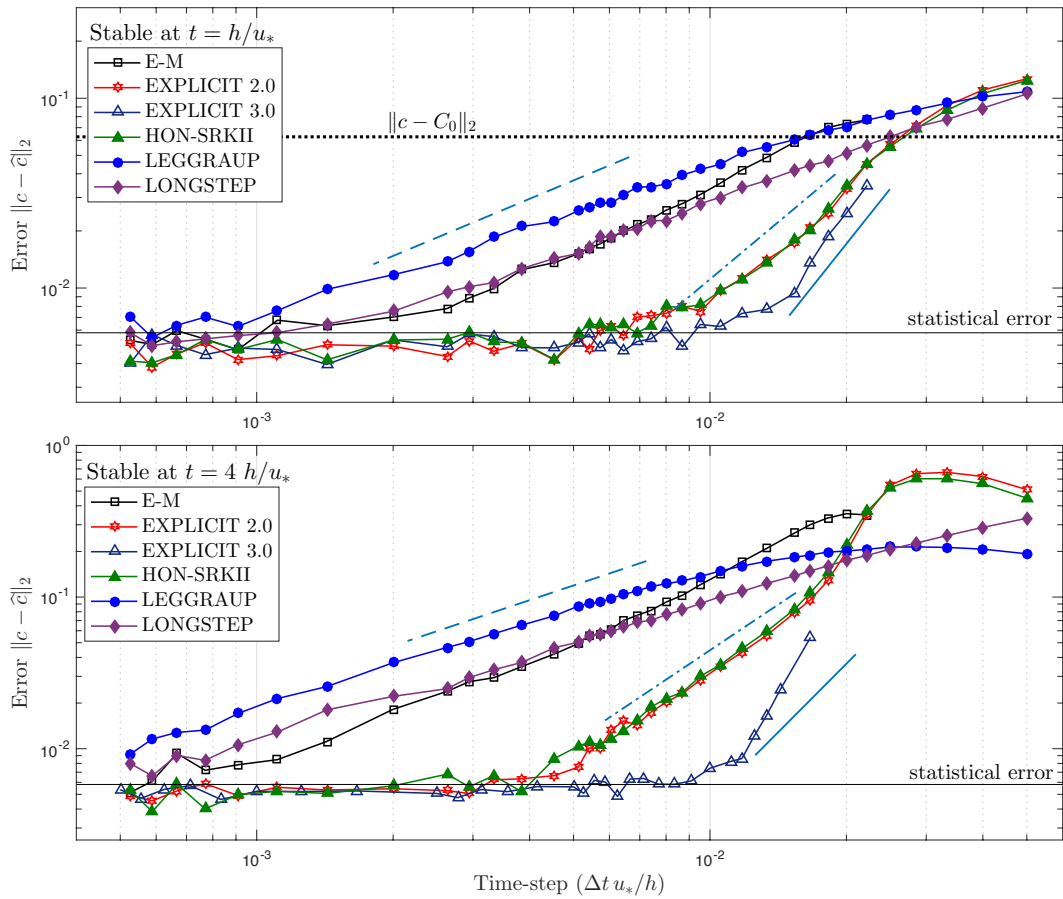 Stable at t = h/u∗
E-M
EXPLICIT 2.0
EXPLICIT 3.0
HON-SRKII
LEGGRAUP
LONGSTEP
‖c − C₀‖₂
statistical error
Error ‖c − ĉ‖₂
10⁻¹
10⁻²
10⁻³
10⁻²
Stable at t = 4 h/u∗
E-M
EXPLICIT 2.0
EXPLICIT 3.0
HON-SRKII
LEGGRAUP
LONGSTEP
statistical error
Error ‖c − ĉ‖₂
10⁰
10⁻¹
10⁻²
10⁻³
10⁻²
Time-step (Δt u∗/h)